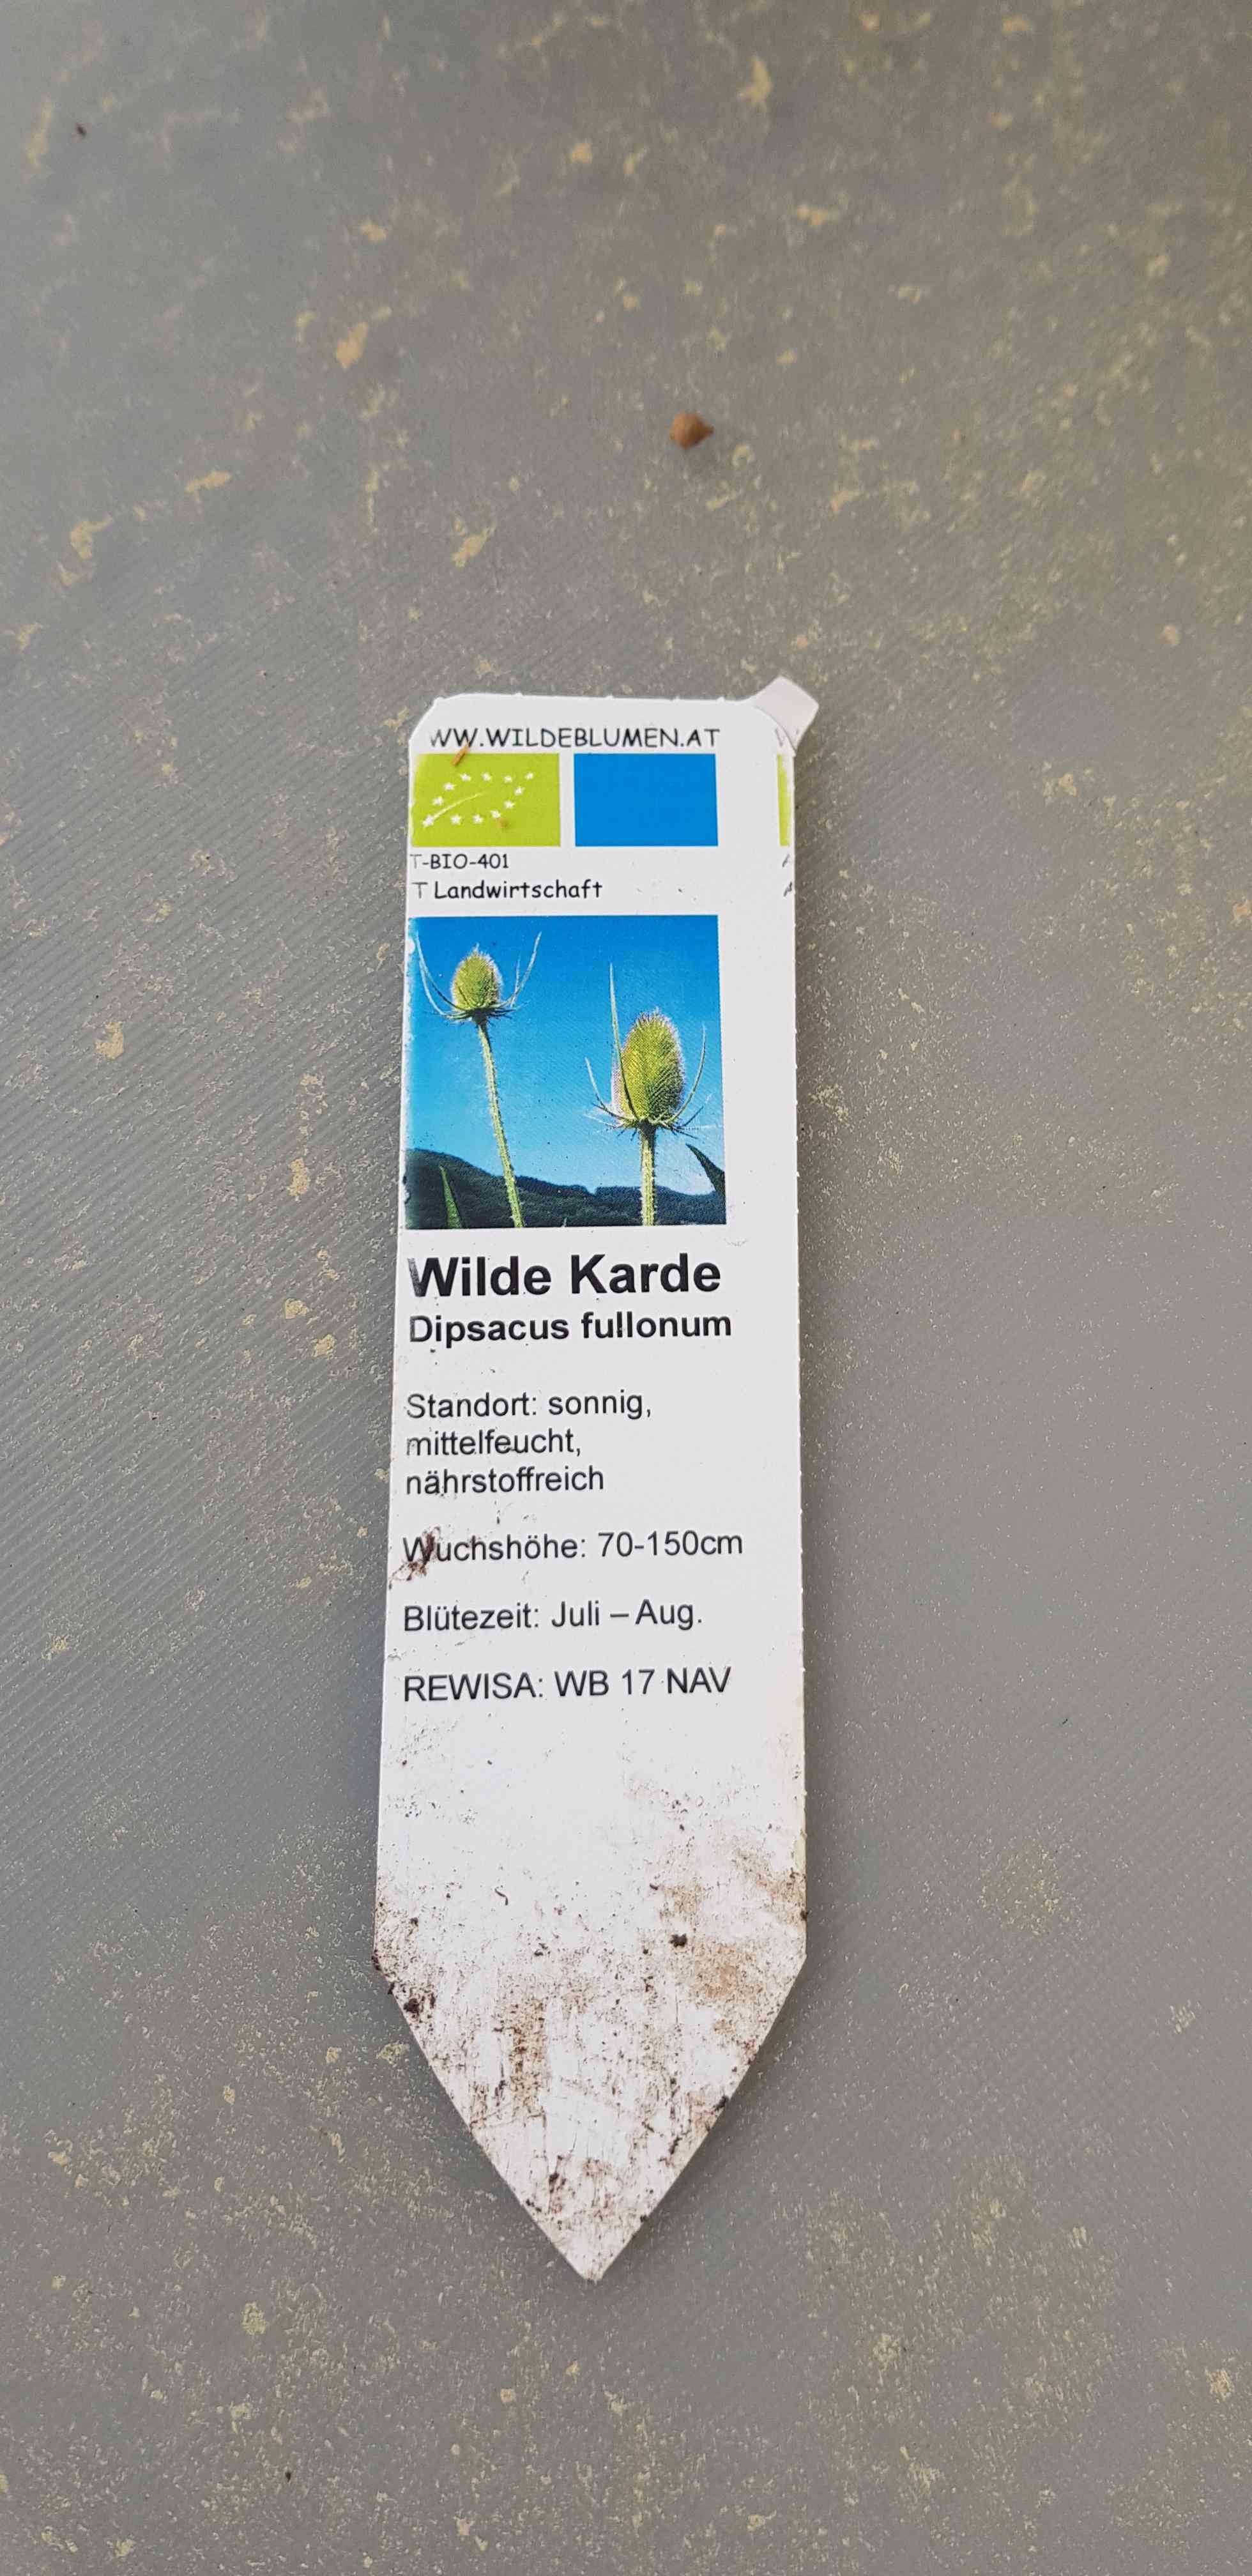 WW.WILDEBLUMEN.AT
T-BIO-401
T Landwirtschaft
Wilde Karde
Dipsacus fullonum
Standort: sonnig,
mittelfeucht,
nährstoffreich
Wuchshöhe: 70-150cm
Blütezeit: Juli – Aug.
REWISA: WB 17 NAV